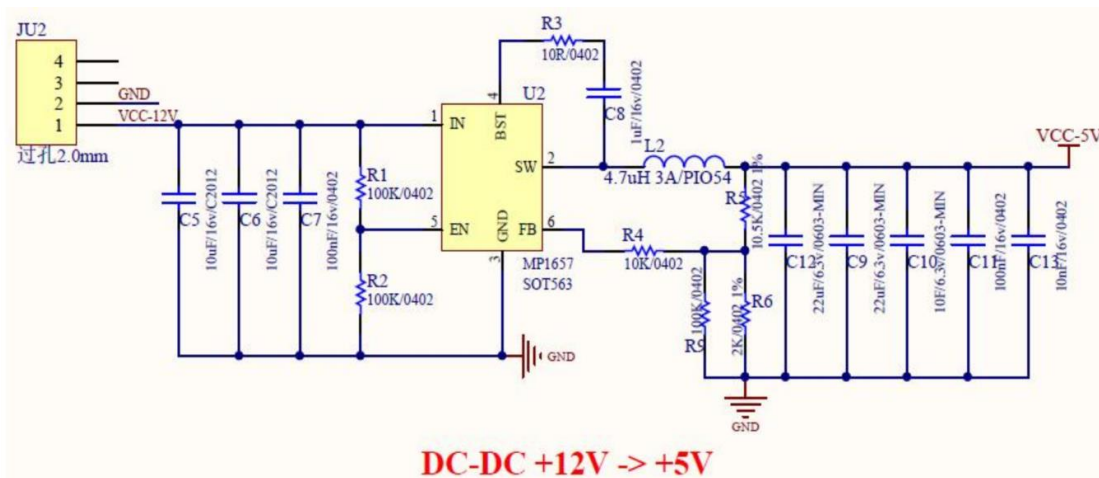 JU2
4
3
2
1
GND
VCC-12V
过孔2.0mm
C5
10uF/16v/C2012
C6
10uF/16v/C2012
C7
100nF/16v/0402
R1
100K/0402
R2
100K/0402
R3
10R/0402
C8
1uF/16v/0402
U2
4
1
IN
BST
SW
2
5
EN
GND
FB
6
3
MP1657
SOT563
GND
L2
4.7uH 3A/PIO54
R4
10K/0402
R5
10.5K/0402 1%
100K/0402
R9
R6
2K/0402 1%
C12
22uF/6.3v/0603-MIN
C9
22uF/6.3v/0603-MIN
C10
10F/6.3v/0603-MIN
C11
100nF/16v/0402
C13
10nF/16v/0402
VCC-5V
GND
DC-DC +12V -> +5V